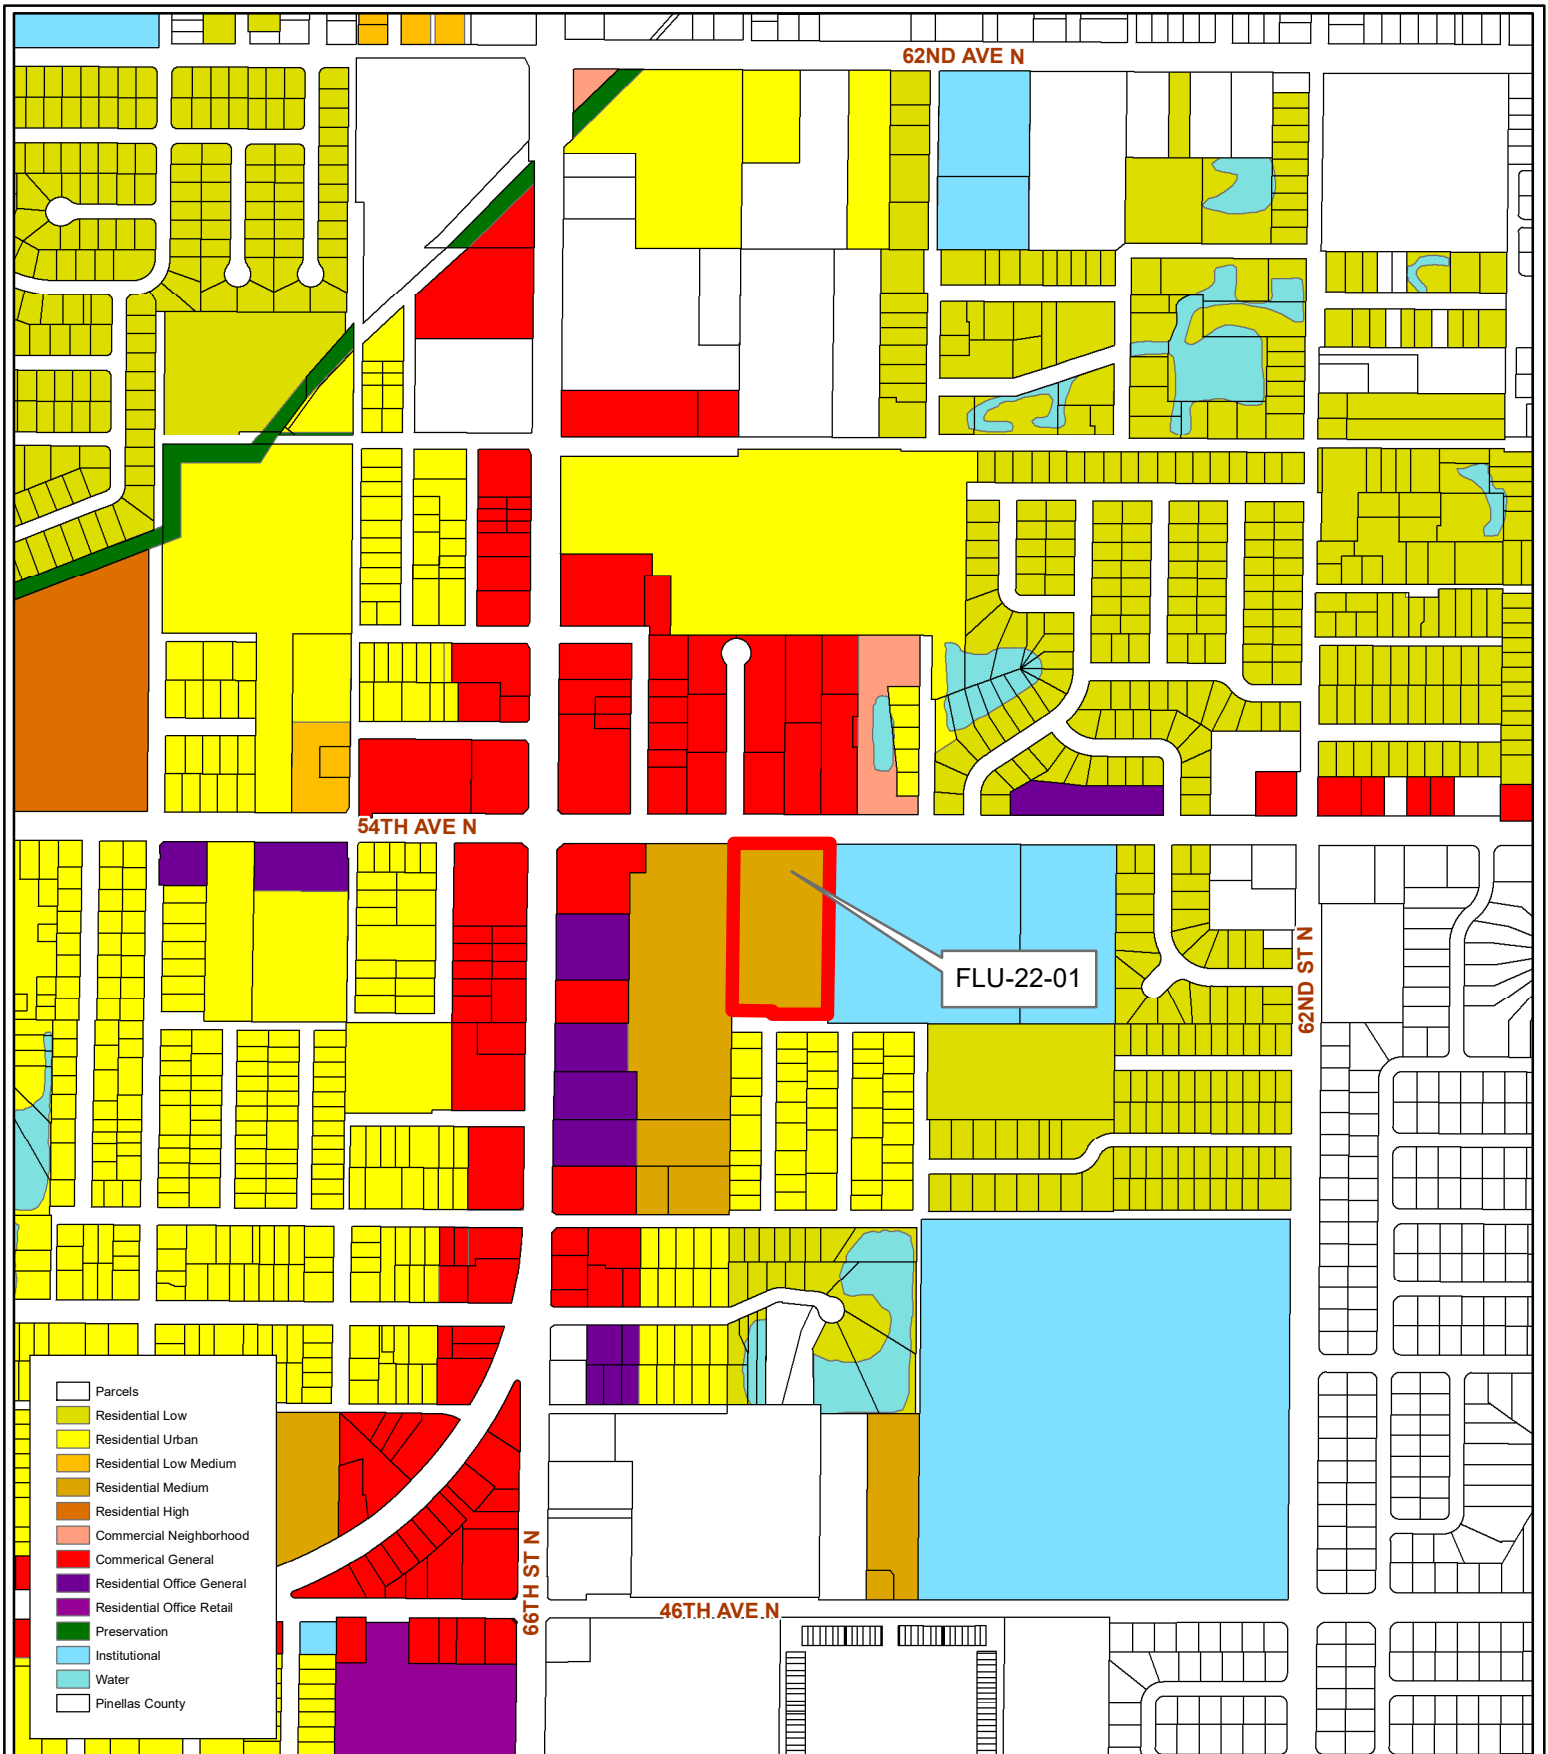 62ND AVE N
54TH AVE N
FLU-22-01
62ND ST N
Parcels
Residential Low
Residential Urban
Residential Low Medium
Residential Medium
Residential High
Commercial Neighborhood
Commerical General
Residential Office General
Residential Office Retail
Preservation
Institutional
Water
Pinellas County
66TH ST N
46TH AVE N